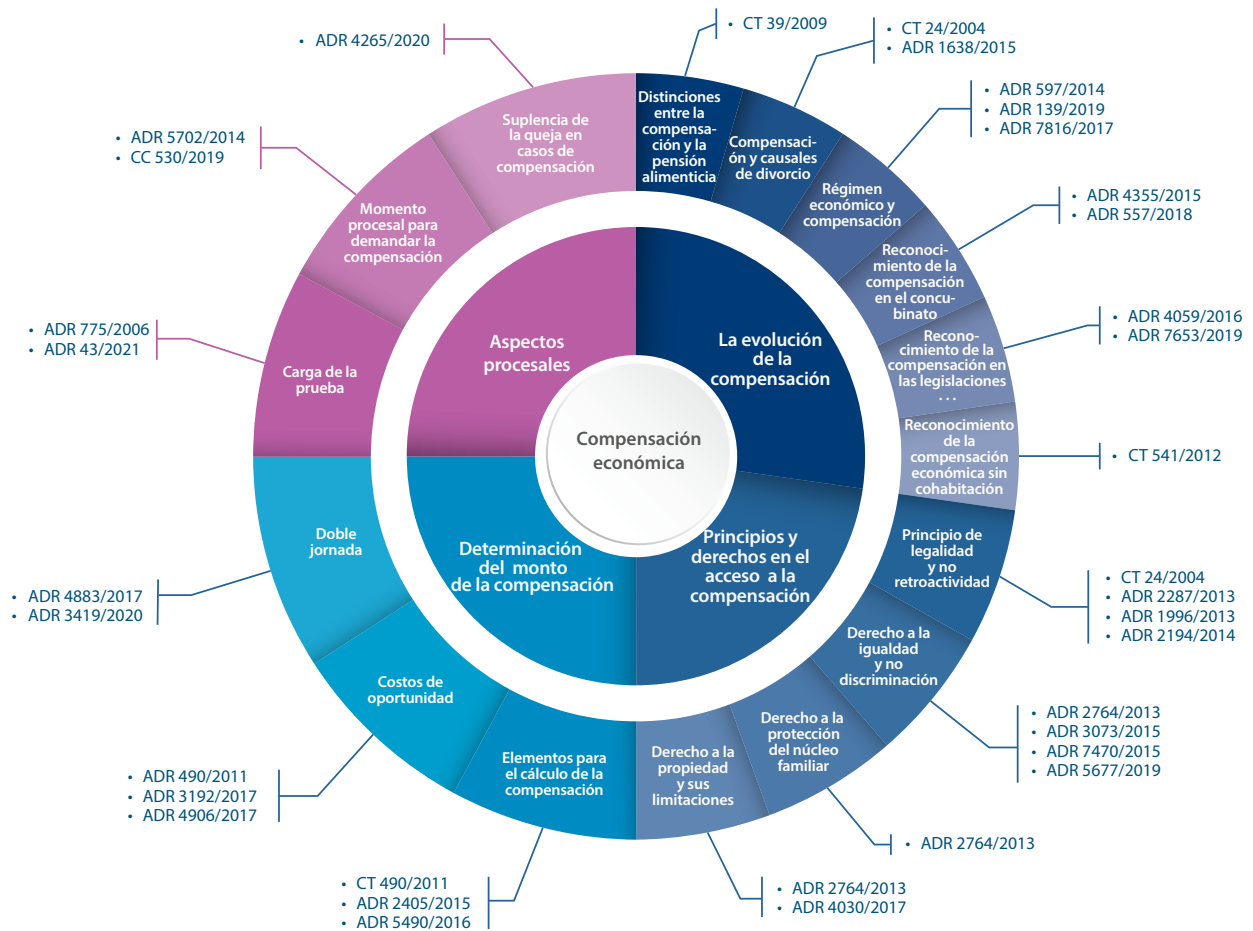 Compensación
económica
La evolución
de la
compensación
Principios y
derechos en el
acceso a la
compensación
Determinación
del monto
de la compensación
Aspectos
procesales
Distinciones
entre la
compensa-
ción y la
pensión
alimenticia
• CT 39/2009
Compensaci-
ón y causales
de divorcio
• CT 24/2004
• ADR 1638/2015
Régimen
económico y
compensación
• ADR 597/2014
• ADR 139/2019
• ADR 7816/2017
Reconoci-
miento de la
compensación
en el concu-
binato
• ADR 4355/2015
• ADR 557/2018
Recono-
cimiento de la
compensación en
las legislaciones
...
• ADR 4059/2016
• ADR 7653/2019
Reconocimiento
de la
compensación
económica sin
cohabitación
• CT 541/2012
Principio de
legalidad
y no
retroactividad
• CT 24/2004
• ADR 2287/2013
• ADR 1996/2013
• ADR 2194/2014
Derecho a la
igualdad
y no
discriminación
• ADR 2764/2013
• ADR 3073/2015
• ADR 7470/2015
• ADR 5677/2019
Derecho a la
protección
del núcleo
familiar
• ADR 2764/2013
Derecho a la
propiedad
y sus
limitaciones
• ADR 2764/2013
• ADR 4030/2017
Elementos para
el cálculo de la
compensación
• CT 490/2011
• ADR 2405/2015
• ADR 5490/2016
Costos de
oportunidad
• ADR 490/2011
• ADR 3192/2017
• ADR 4906/2017
Doble
jornada
• ADR 4883/2017
• ADR 3419/2020
Carga de la
prueba
• ADR 775/2006
• ADR 43/2021
Momento
procesal para
demandar la
compensación
• ADR 5702/2014
• CC 530/2019
Suplencia de
la queja en
casos de
compensación
• ADR 4265/2020